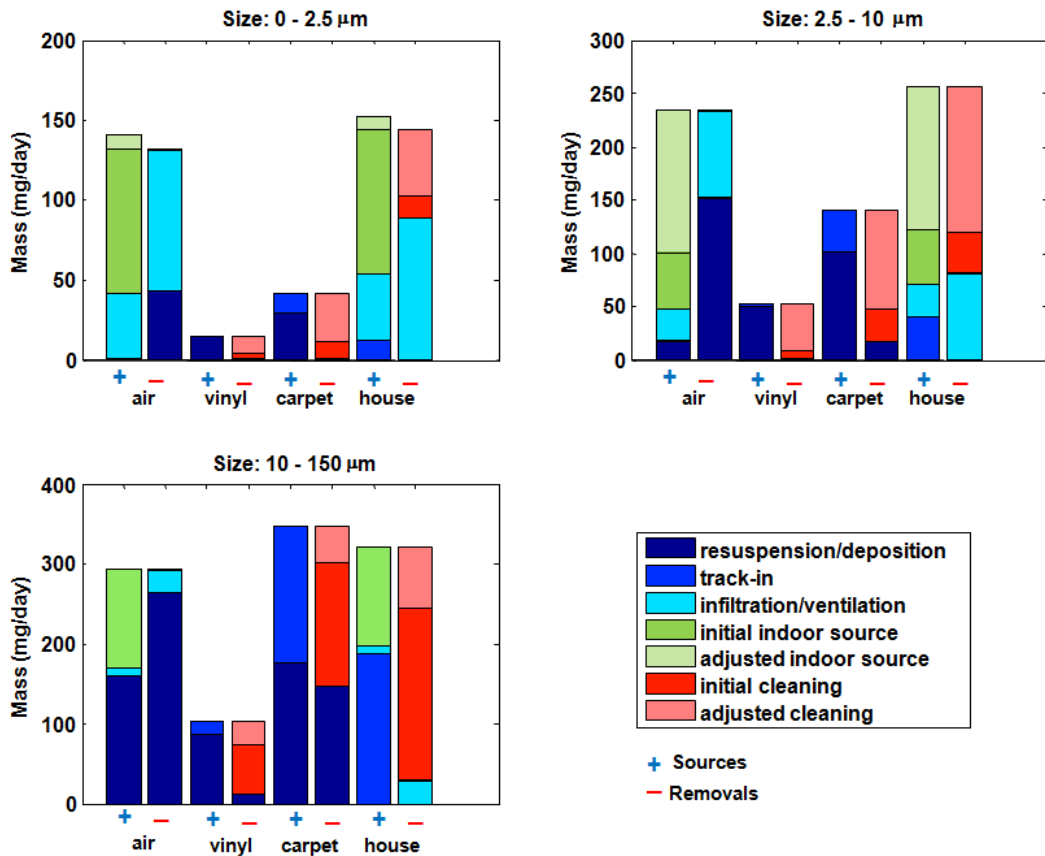 Size: 0 - 2.5 μm
Mass (mg/day)
200
150
100
50
0
+ − + − + − + −
air vinyl carpet house
Size: 2.5 - 10 μm
Mass (mg/day)
300
250
200
150
100
50
0
+ − + − + − + −
air vinyl carpet house
Size: 10 - 150 μm
Mass (mg/day)
400
300
200
100
0
+ − + − + − + −
air vinyl carpet house
resuspension/deposition
track-in
infiltration/ventilation
initial indoor source
adjusted indoor source
initial cleaning
adjusted cleaning
+ Sources
− Removals